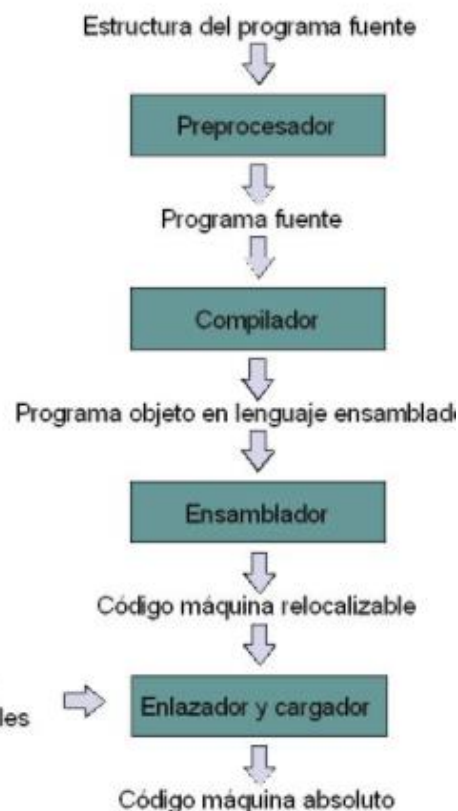 Estructura del programa fuente
Preprocesador
Programa fuente
Compilador
Programa objeto en lenguaje ensamblado
Ensamblador
Código máquina relocalizable
Enlazador y cargador
Código máquina absoluto